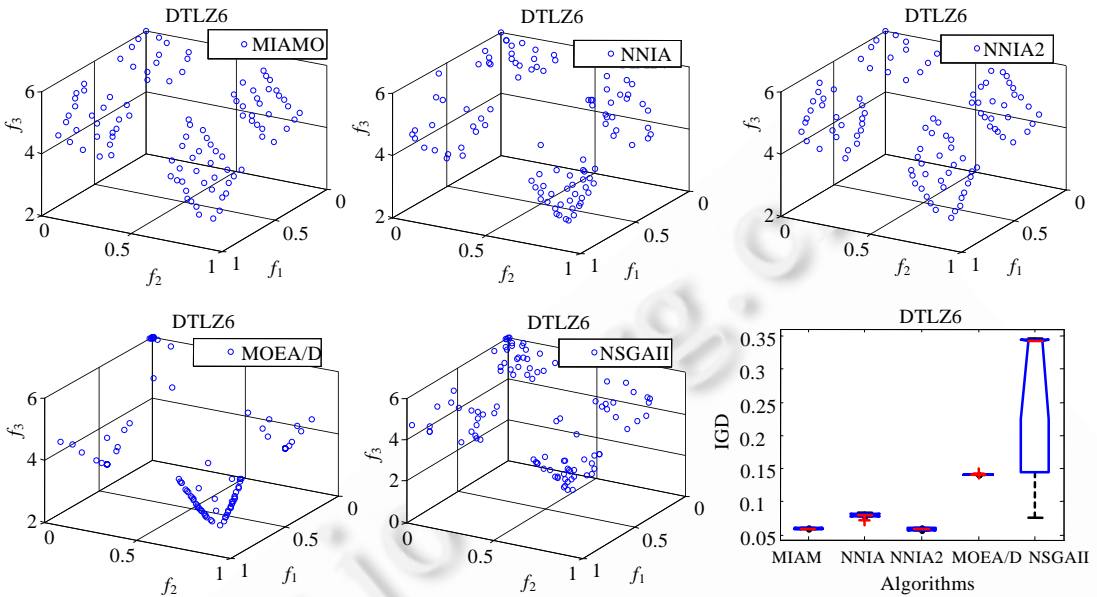 DTLZ6
MIAMO
6
4
2
f3
0
0.5
1
f2
1
0.5
0
f1
DTLZ6
NNIA
6
4
2
f3
0
0.5
1
f2
1
0.5
0
f1
DTLZ6
NNIA2
6
4
2
f3
0
0.5
1
f2
1
0.5
0
f1
DTLZ6
MOEA/D
6
4
2
f3
0
0.5
1
f2
1
0.5
0
f1
DTLZ6
NSGAII
6
4
2
0
f3
0
0.5
1
f2
1
0.5
0
f1
DTLZ6
0.35
0.3
0.25
0.2
0.15
0.1
0.05
IGD
MIAM NNIA NNIA2 MOEA/D NSGAII
Algorithms